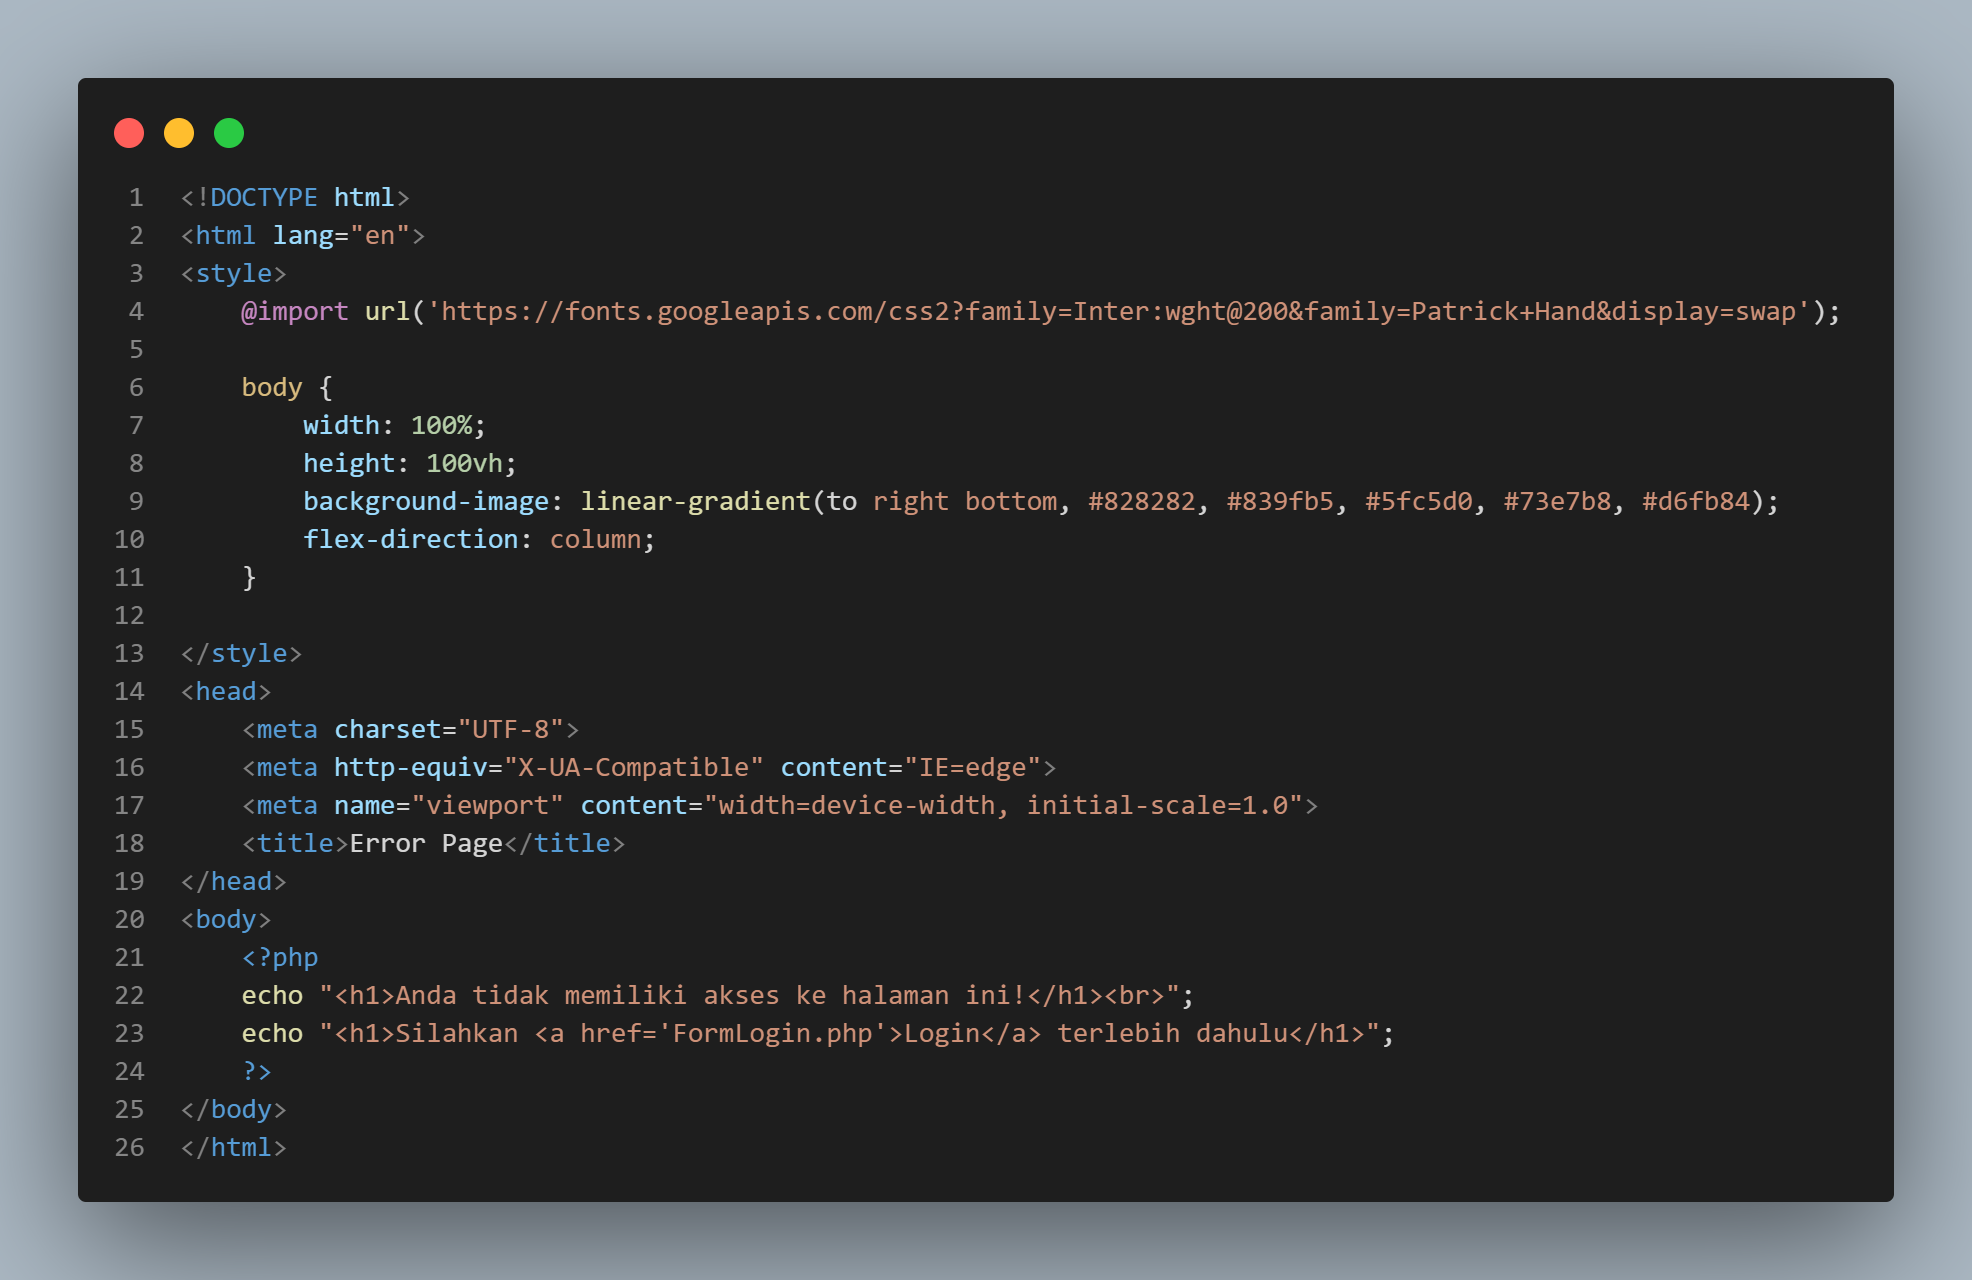 1 <!DOCTYPE html>
2 <html lang="en">
3 <style>
4     @import url('https://fonts.googleapis.com/css2?family=Inter:wght@200&family=Patrick+Hand&display=swap');
5
6     body {
7         width: 100%;
8         height: 100vh;
9         background-image: linear-gradient(to right bottom, #828282, #839fb5, #5fc5d0, #73e7b8, #d6fb84);
10         flex-direction: column;
11     }
12
13 </style>
14 <head>
15     <meta charset="UTF-8">
16     <meta http-equiv="X-UA-Compatible" content="IE=edge">
17     <meta name="viewport" content="width=device-width, initial-scale=1.0">
18     <title>Error Page</title>
19 </head>
20 <body>
21     <?php
22     echo "<h1>Anda tidak memiliki akses ke halaman ini!</h1><br>";
23     echo "<h1>Silahkan <a href='FormLogin.php'>Login</a> terlebih dahulu</h1>";
24     ?>
25 </body>
26 </html>